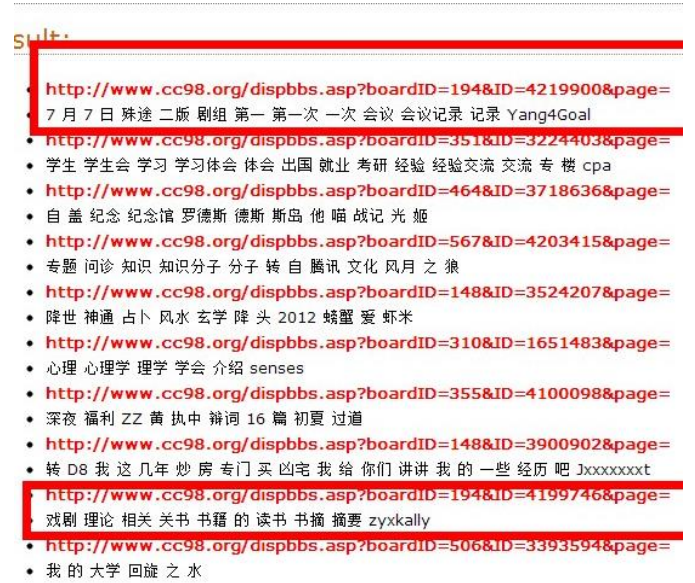 sult:
http://www.cc98.org/dispbbs.asp?boardID=194&ID=4219900&page=
7 月 7 日 殊途 二版 剧组 第一 第一次 一次 会议 会议记录 记录 Yang4Goal
http://www.cc98.org/dispbbs.asp?boardID=351&ID=3224403&page=
学生 学生会 学习 学习体会 体会 出国 就业 考研 经验 经验交流 交流 专 楼 cpa
http://www.cc98.org/dispbbs.asp?boardID=464&ID=3718636&page=
自 盖 纪念 纪念馆 罗德斯 德斯 斯岛 他 喵 战记 光 姬
http://www.cc98.org/dispbbs.asp?boardID=567&ID=4203415&page=
专题 问诊 知识 知识分子 分子 转 自 腾讯 文化 风月 之 狼
http://www.cc98.org/dispbbs.asp?boardID=148&ID=3524207&page=
降世 神通 占卜 风水 玄学 降 头 2012 螃蟹 爱 虾米
http://www.cc98.org/dispbbs.asp?boardID=310&ID=1651483&page=
心理 心理学 理学 学会 介绍 senses
http://www.cc98.org/dispbbs.asp?boardID=355&ID=4100098&page=
深夜 福利 ZZ 黄 执中 辩词 16 篇 初夏 过道
http://www.cc98.org/dispbbs.asp?boardID=148&ID=3900902&page=
转 D8 我 这 几年 炒 房 专门 买 凶宅 我 给 你们 讲讲 我 的 一些 经历 吧 Jxxxxxxt
http://www.cc98.org/dispbbs.asp?boardID=194&ID=4199746&page=
戏剧 理论 相关 关书 书籍 的 读书 书摘 摘要 zyxkally
http://www.cc98.org/dispbbs.asp?boardID=506&ID=3393594&page=
我 的 大学 回旋 之 水